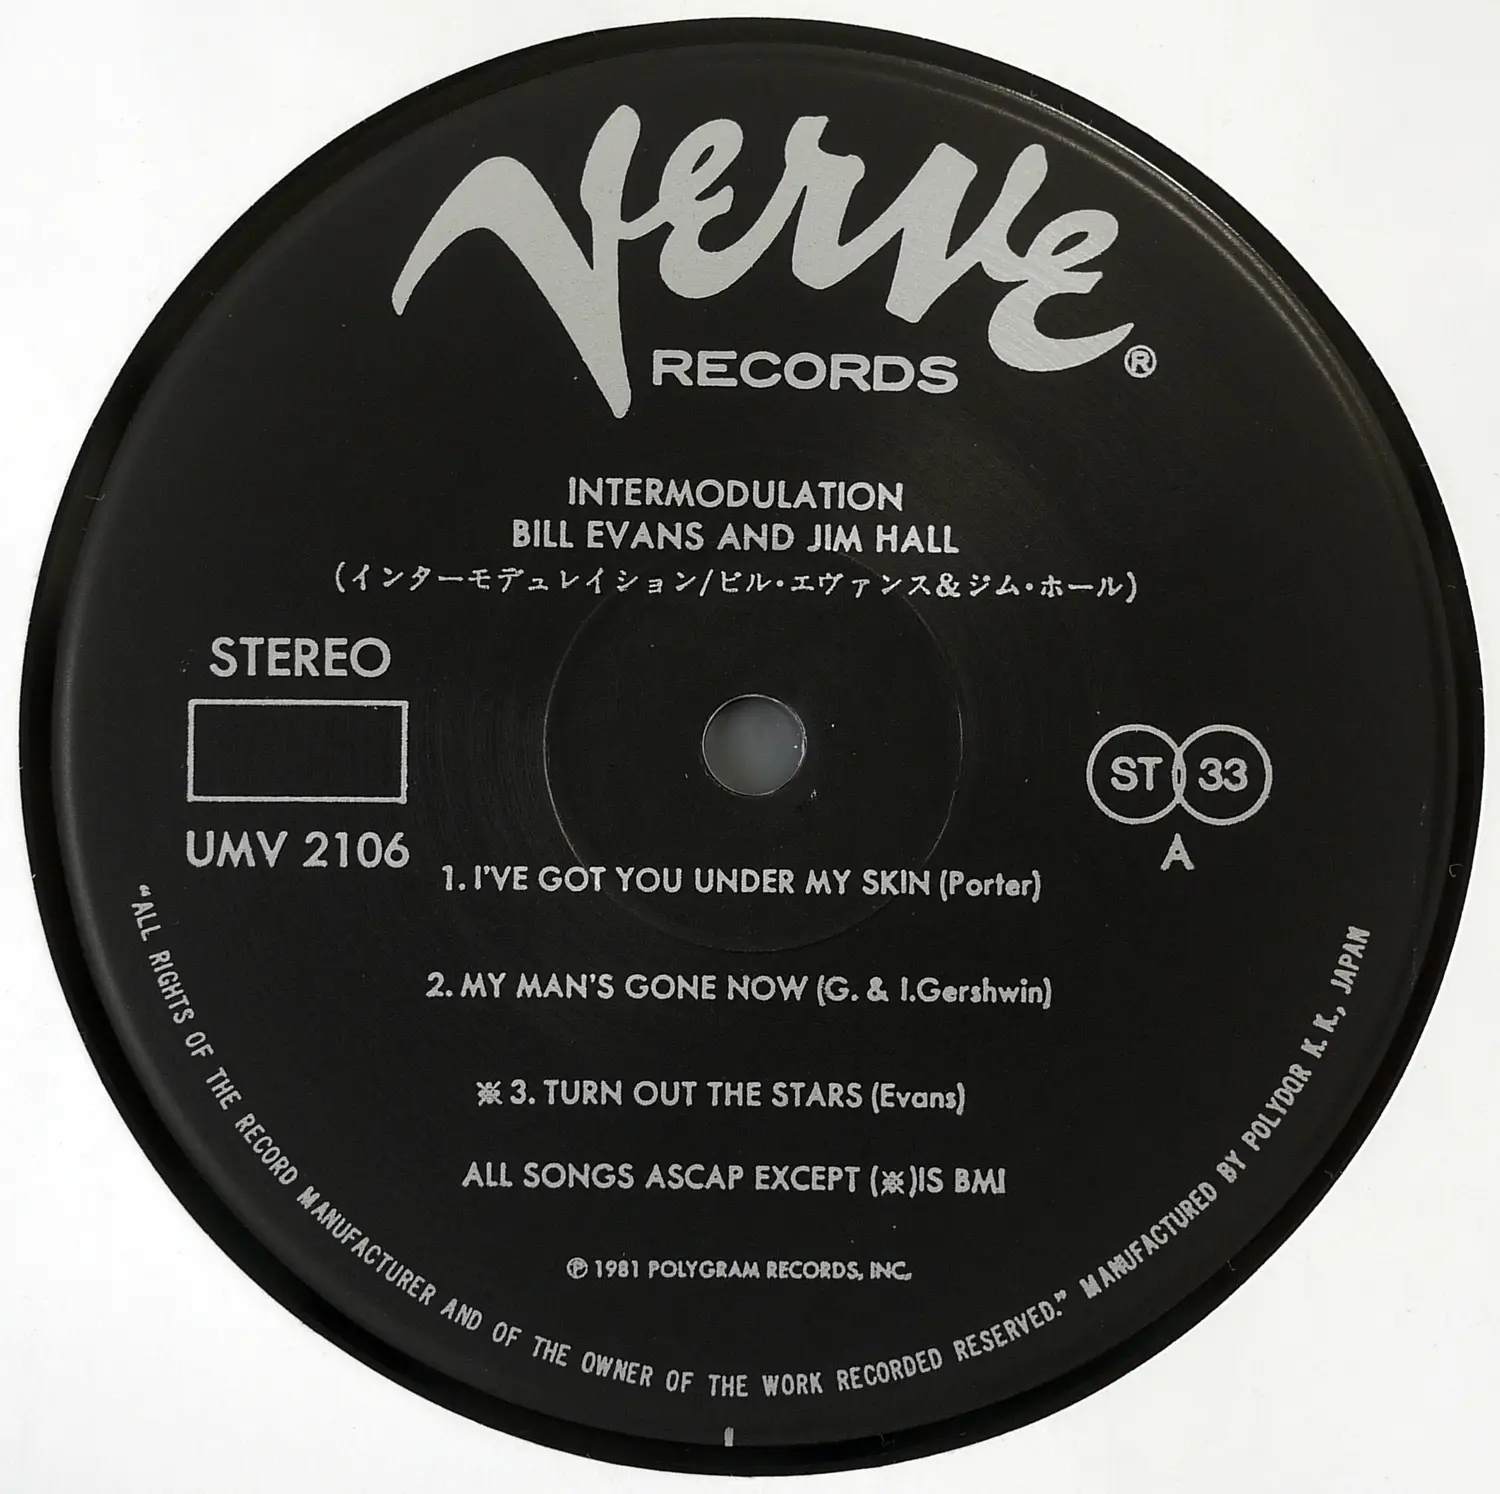 Verve
RECORDS ®
INTERMODULATION
BILL EVANS AND JIM HALL
(インターモデュレイション/ビル・エヴァンス&ジム・ホール)
STEREO
UMV 2106
ST 33
A
1. I'VE GOT YOU UNDER MY SKIN (Porter)
2. MY MAN'S GONE NOW (G. & I.Gershwin)
※ 3. TURN OUT THE STARS (Evans)
ALL SONGS ASCAP EXCEPT (※)IS BMI
℗ 1981 POLYGRAM RECORDS, INC.
"ALL RIGHTS OF THE RECORD MANUFACTURER AND OF THE OWNER OF THE WORK RECORDED RESERVED." MANUFACTURED BY POLYDOR K.K., JAPAN